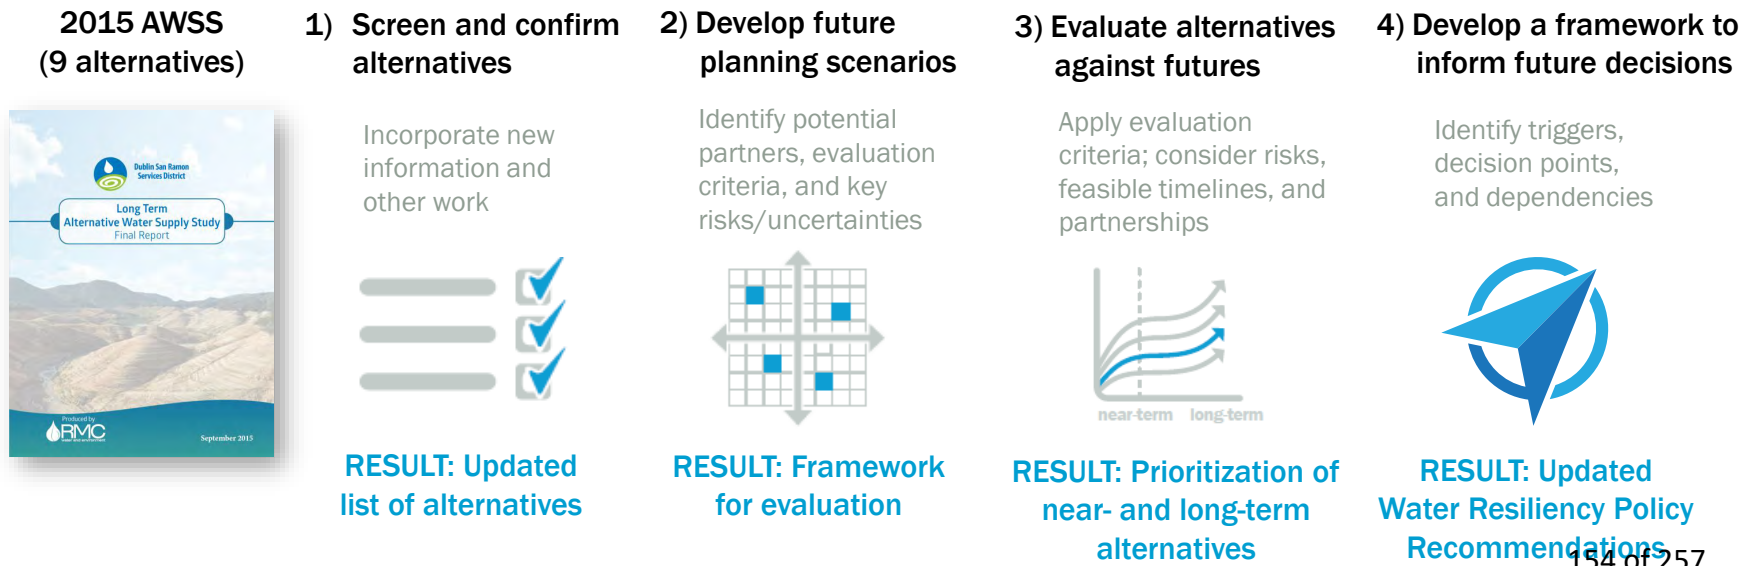 2015 AWSS
(9 alternatives)
Dublin San Ramon
Services District
Long Term
Alternative Water Supply Study
Final Report
Produced by
RMC
water and environment
September 2015
1) Screen and confirm
alternatives
Incorporate new
information and
other work
RESULT: Updated
list of alternatives
2) Develop future
planning scenarios
Identify potential
partners, evaluation
criteria, and key
risks/uncertainties
RESULT: Framework
for evaluation
3) Evaluate alternatives
against futures
Apply evaluation
criteria; consider risks,
feasible timelines, and
partnerships
near-term long-term
RESULT: Prioritization of
near- and long-term
alternatives
4) Develop a framework to
inform future decisions
Identify triggers,
decision points,
and dependencies
RESULT: Updated
Water Resiliency Policy
Recommendations
154 of 257